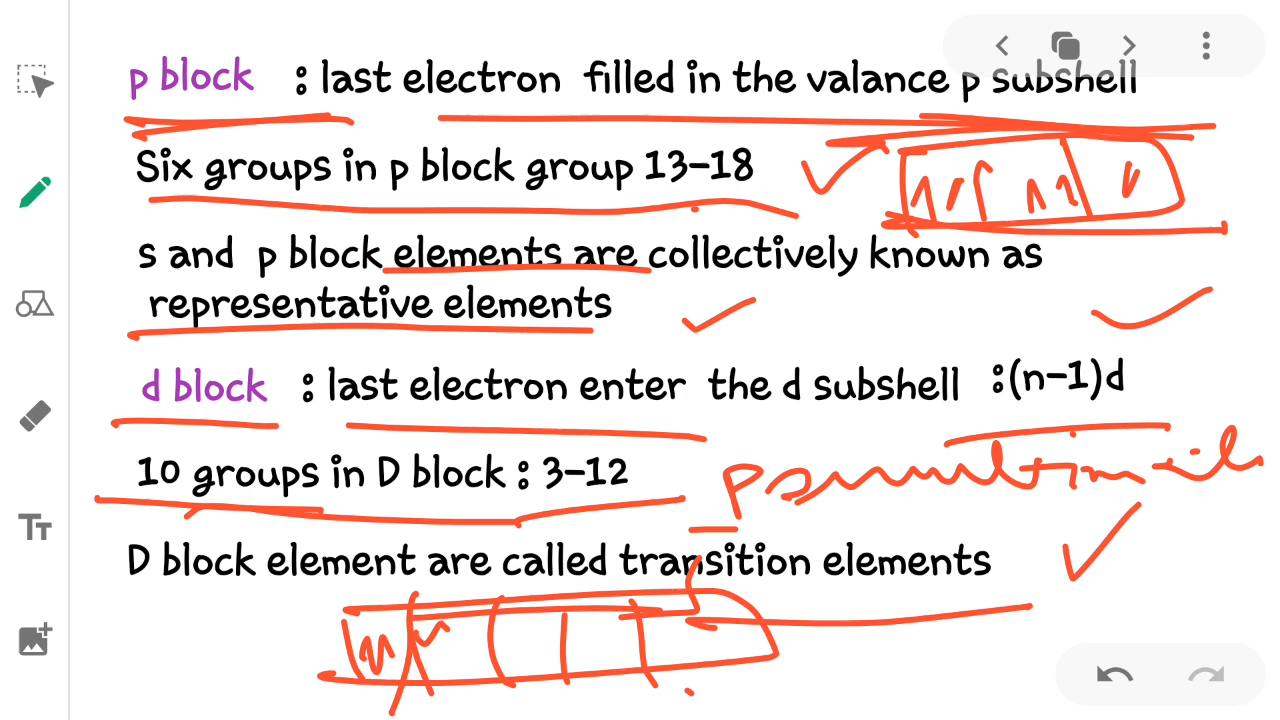 p block : last electron filled in the valance p subshell
Six groups in p block group 13-18
s and p block elements are collectively known as
representative elements
d block : last electron enter the d subshell :(n-1)d
10 groups in D block : 3-12
D block element are called transition elements
TT